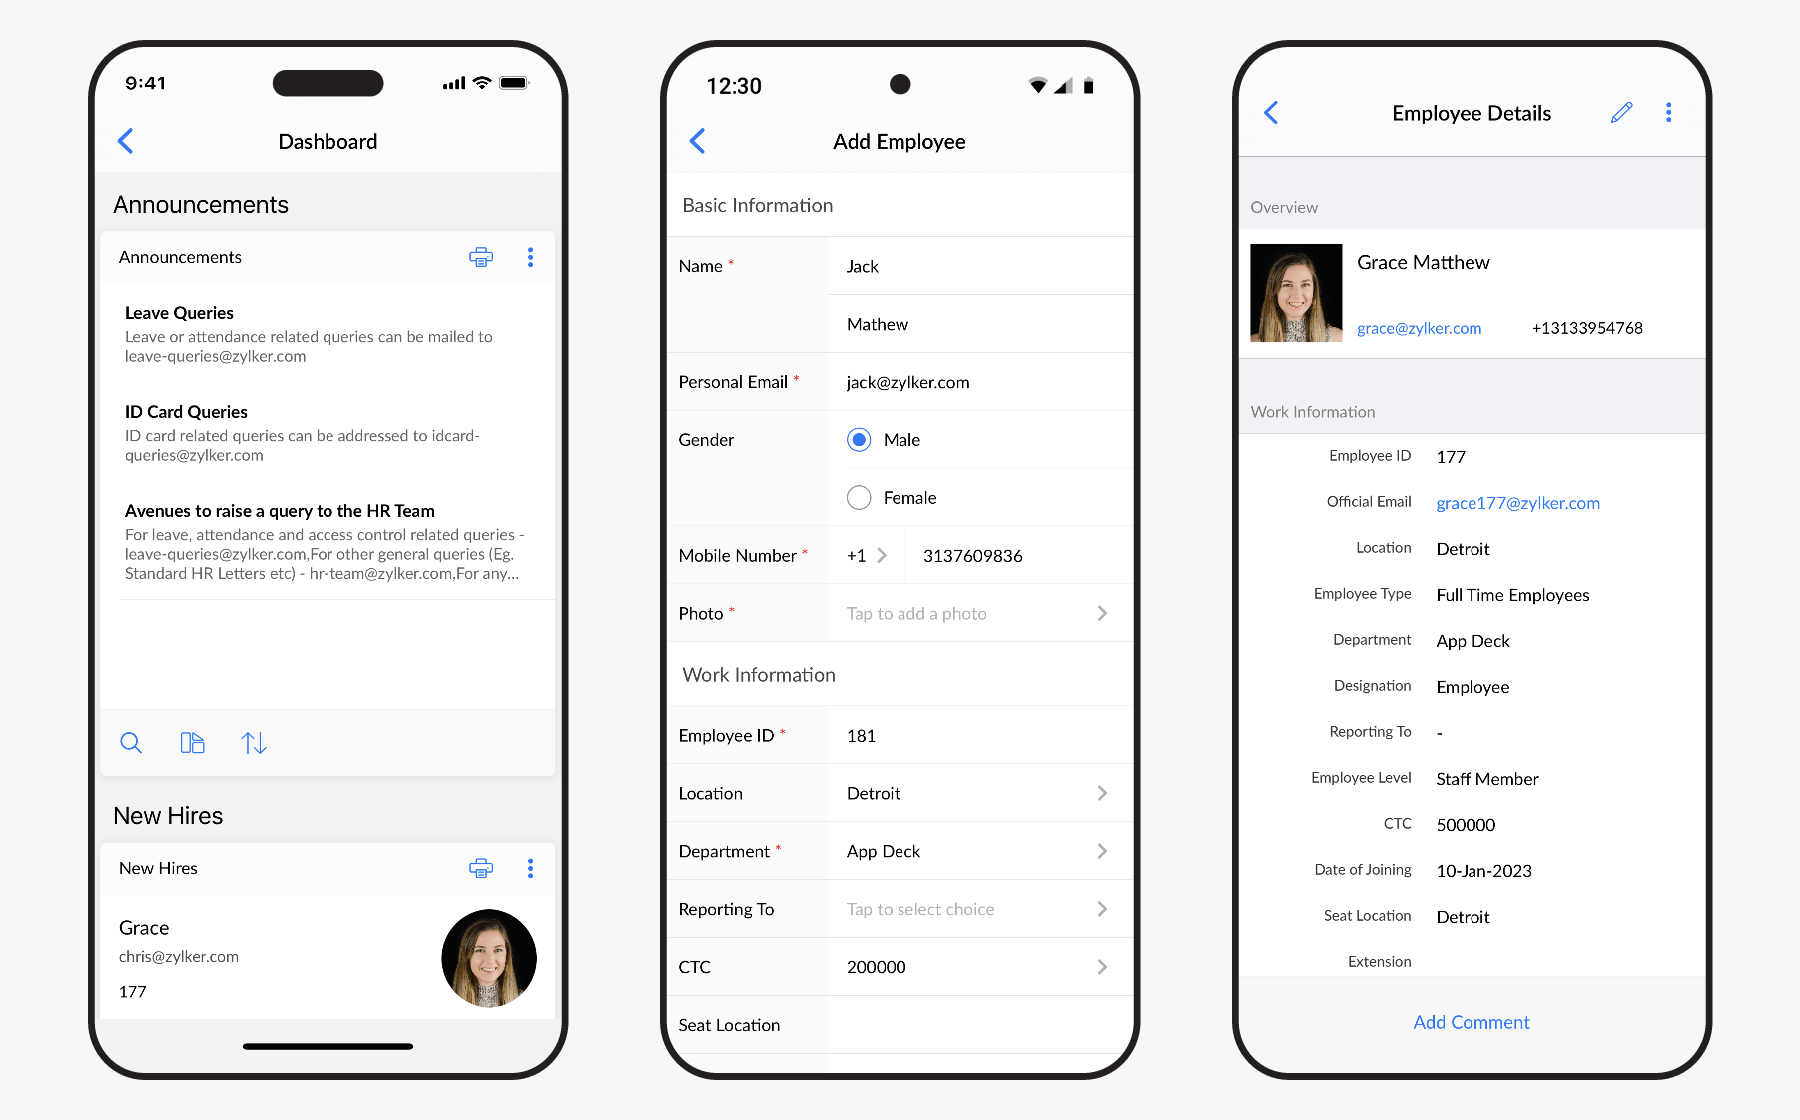 9:41
Dashboard
Announcements
Announcements
Leave Queries
Leave or attendance related queries can be mailed to
leave-queries@zylker.com
ID Card Queries
ID card related queries can be addressed to idcard-
queries@zylker.com
Avenues to raise a query to the HR Team
For leave, attendance and access control related queries -
leave-queries@zylker.com,For other general queries (Eg.
Standard HR Letters etc) - hr-team@zylker.com,For any...
New Hires
New Hires
Grace
chris@zylker.com
177
12:30
Add Employee
Basic Information
Name * Jack
Mathew
Personal Email * jack@zylker.com
Gender Male
Female
Mobile Number * +1 3137609836
Photo * Tap to add a photo
Work Information
Employee ID * 181
Location Detroit
Department * App Deck
Reporting To Tap to select choice
CTC 200000
Seat Location
Employee Details
Overview
Grace Matthew
grace@zylker.com +13133954768
Work Information
Employee ID 177
Official Email grace177@zylker.com
Location Detroit
Employee Type Full Time Employees
Department App Deck
Designation Employee
Reporting To -
Employee Level Staff Member
CTC 500000
Date of Joining 10-Jan-2023
Seat Location Detroit
Extension
Add Comment